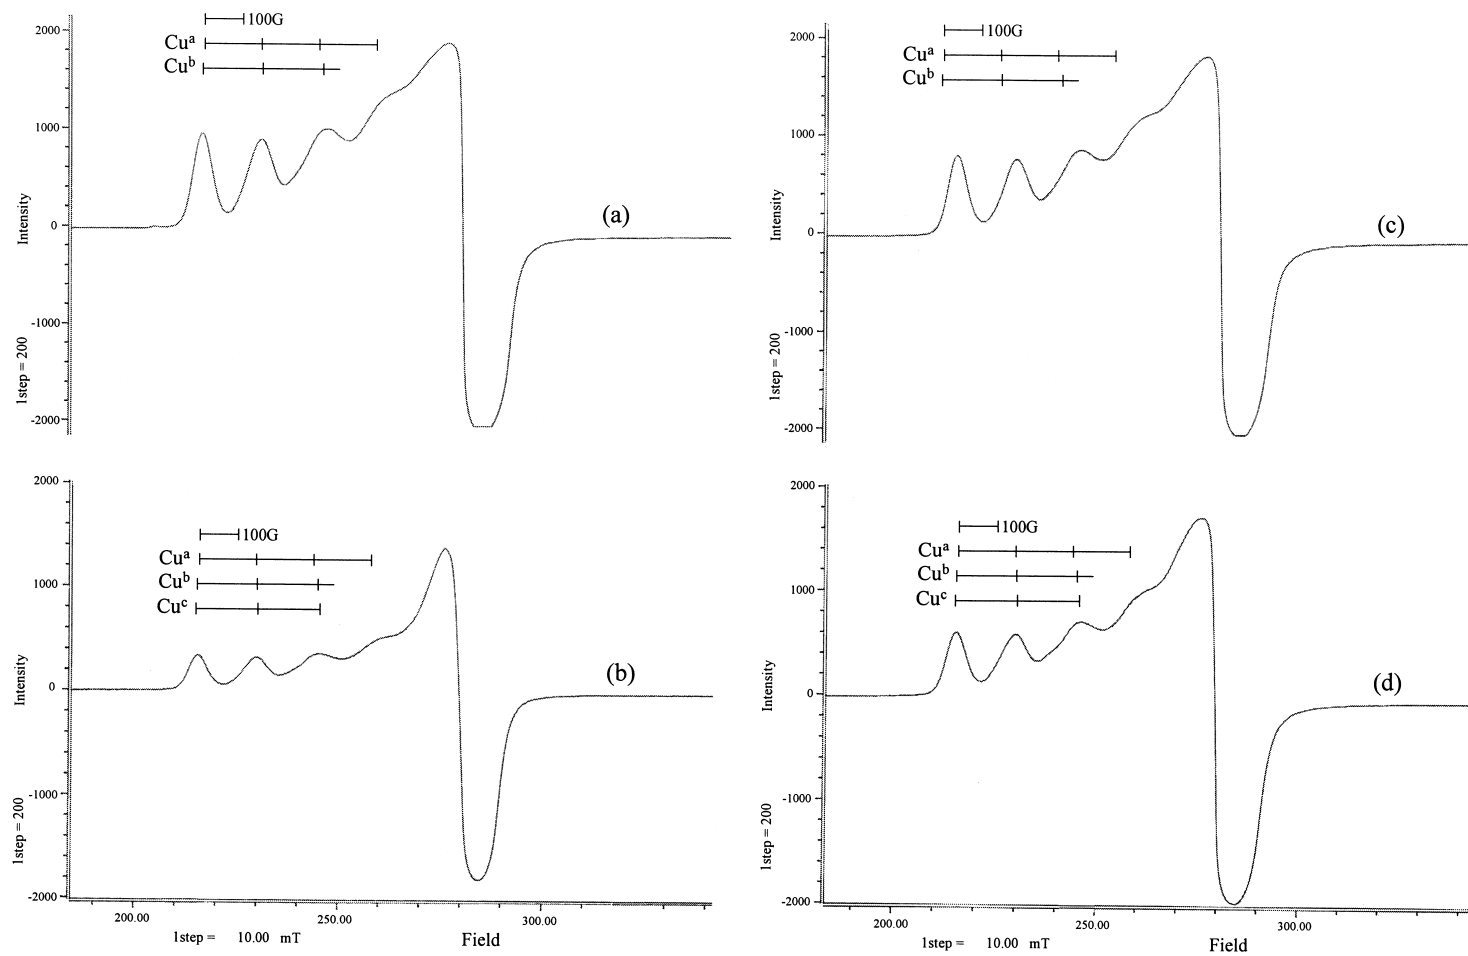 100G
Cuᵃ
Cuᵇ
2000
1000
0
-1000
-2000
Intensity
1step = 200
(a)
100G
Cuᵃ
Cuᵇ
2000
1000
0
-1000
-2000
Intensity
1step = 200
(c)
100G
Cuᵃ
Cuᵇ
Cuᶜ
2000
1000
0
-1000
-2000
Intensity
1step = 200
(b)
200.00 250.00 300.00
1step = 10.00 mT
Field
100G
Cuᵃ
Cuᵇ
Cuᶜ
2000
1000
0
-1000
-2000
Intensity
1step = 200
(d)
200.00 250.00 300.00
1step = 10.00 mT
Field